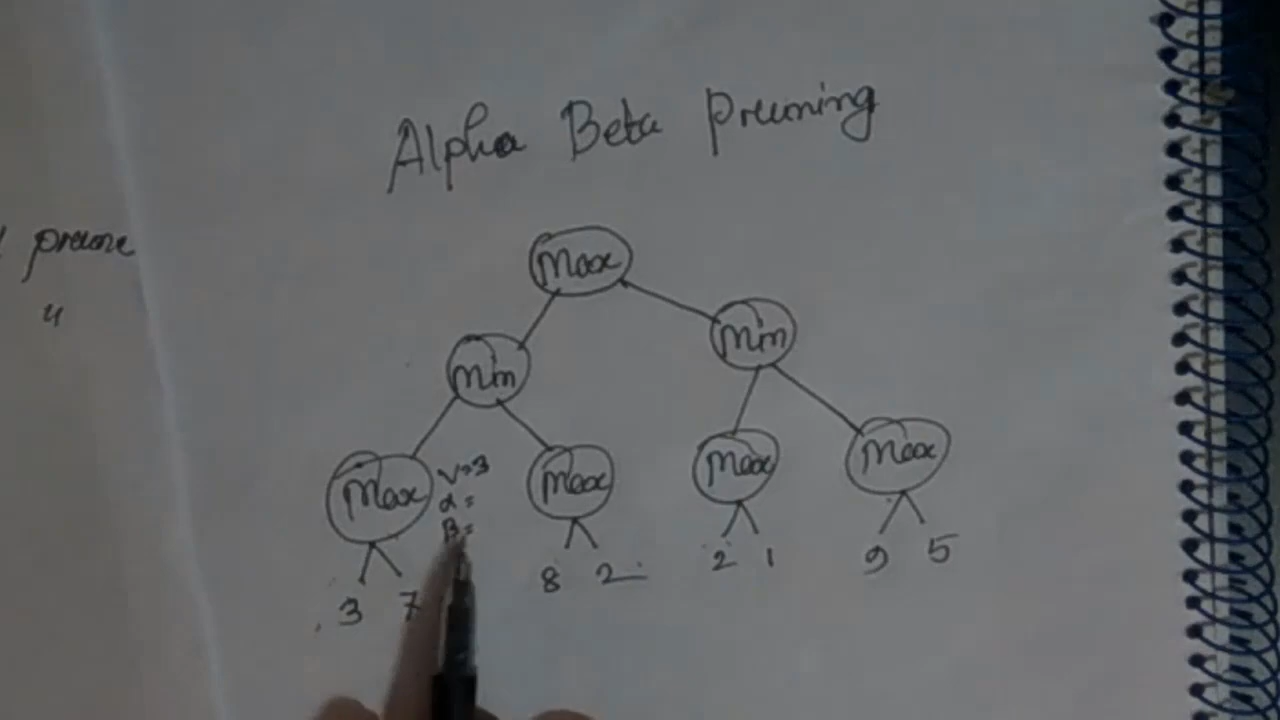 Alpha Beta Pruning
prune
"
Max
Min
Min
Max
V=3
α=
β=
Max
Max
Max
3 7
8 2
2 1
9 5